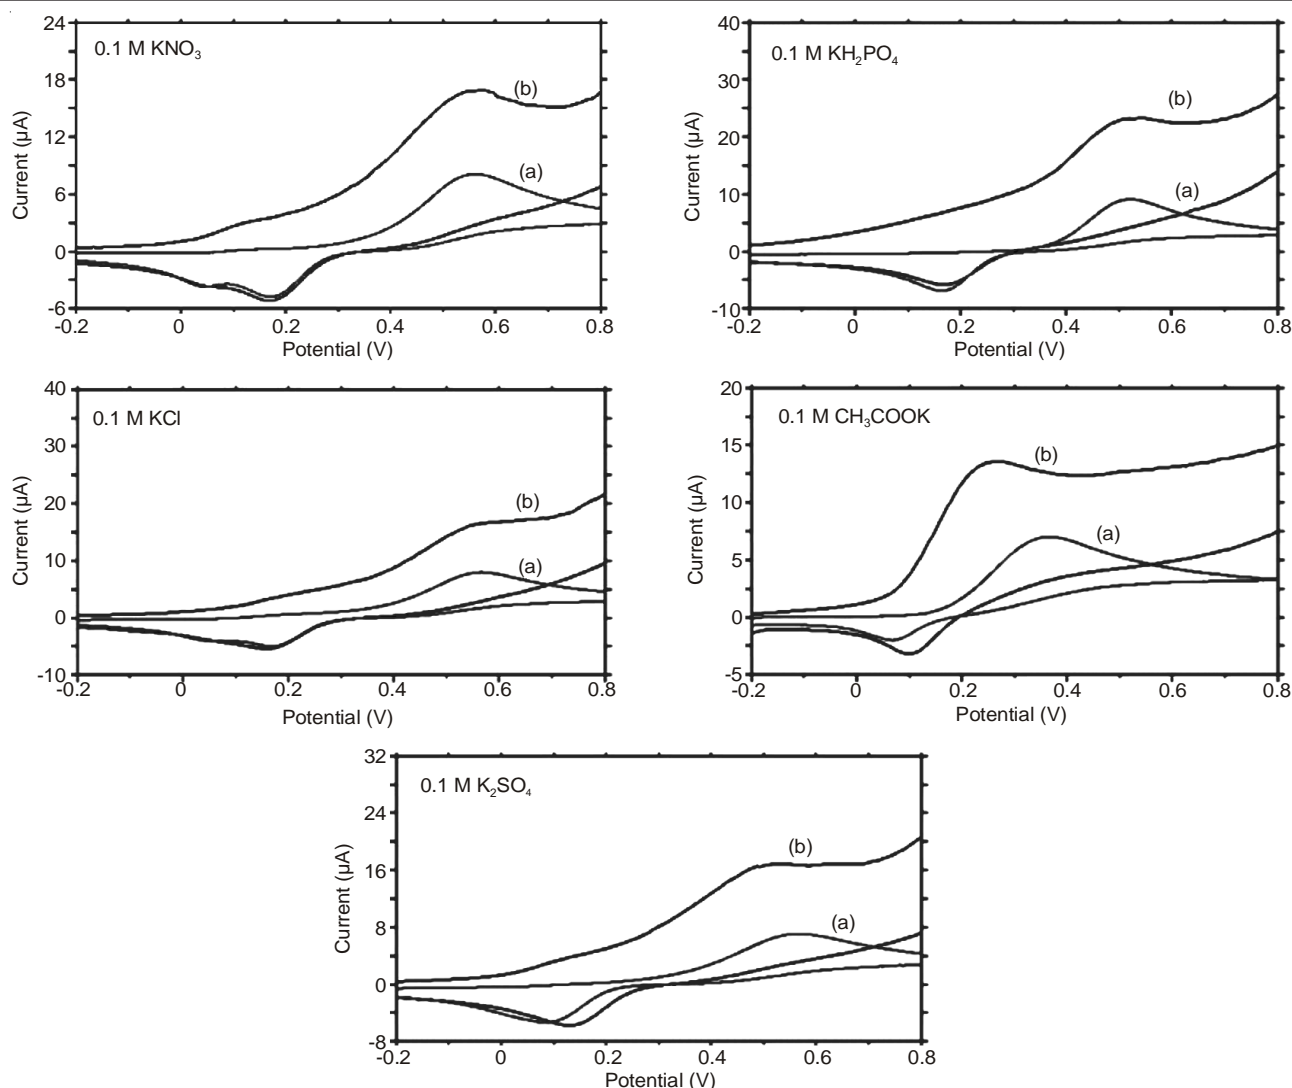 0.1 M KNO₃
24
18
12
6
0
-6
Current (µA)
(b)
(a)
-0.2 0 0.2 0.4 0.6 0.8
Potential (V)
0.1 M KH₂PO₄
40
30
20
10
0
-10
Current (µA)
(b)
(a)
-0.2 0 0.2 0.4 0.6 0.8
Potential (V)
0.1 M KCl
40
30
20
10
0
-10
Current (µA)
(b)
(a)
-0.2 0 0.2 0.4 0.6 0.8
Potential (V)
0.1 M CH₃COOK
20
15
10
5
0
-5
Current (µA)
(b)
(a)
-0.2 0 0.2 0.4 0.6 0.8
Potential (V)
0.1 M K₂SO₄
32
24
16
8
0
-8
Current (µA)
(b)
(a)
-0.2 0 0.2 0.4 0.6 0.8
Potential (V)